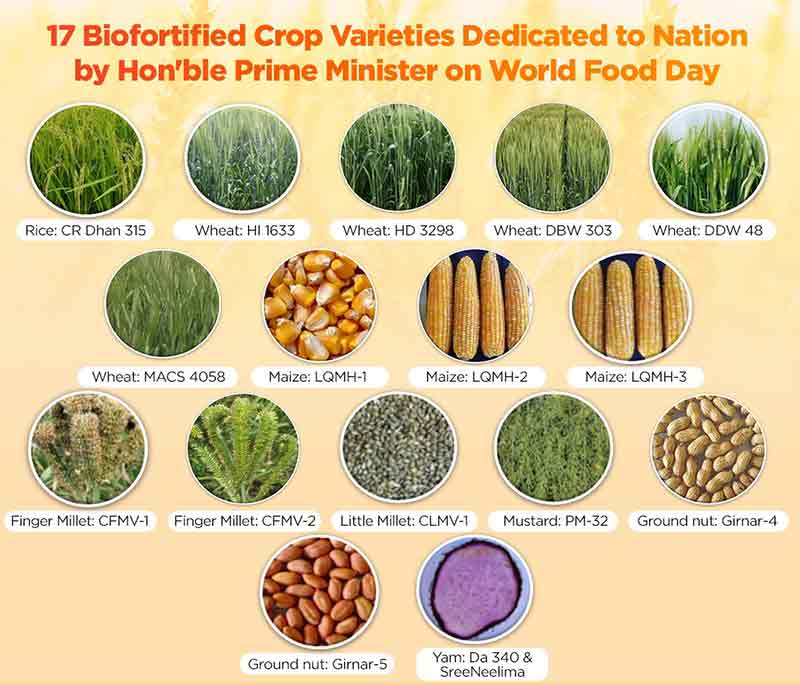 17 Biofortified Crop Varieties Dedicated to Nation
by Hon'ble Prime Minister on World Food Day
Rice: CR Dhan 315
Wheat: HI 1633
Wheat: HD 3298
Wheat: DBW 303
Wheat: DDW 48
Wheat: MACS 4058
Maize: LQMH-1
Maize: LQMH-2
Maize: LQMH-3
Finger Millet: CFMV-1
Finger Millet: CFMV-2
Little Millet: CLMV-1
Mustard: PM-32
Ground nut: Girnar-4
Ground nut: Girnar-5
Yam: Da 340 &
SreeNeelima